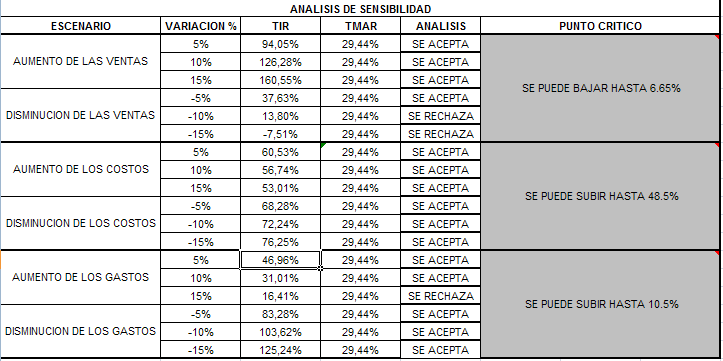 ANALISIS DE SENSIBILIDAD
ESCENARIO VARIACION % TIR TMAR ANALISIS PUNTO CRITICO
AUMENTO DE LAS VENTAS 5% 94,05% 29,44% SE ACEPTA
10% 126,28% 29,44% SE ACEPTA
15% 160,55% 29,44% SE ACEPTA
SE PUEDE BAJAR HASTA 6.65%
DISMINUCION DE LAS VENTAS -5% 37,63% 29,44% SE ACEPTA
-10% 13,80% 29,44% SE RECHAZA
-15% -7,51% 29,44% SE RECHAZA
AUMENTO DE LOS COSTOS 5% 60,53% 29,44% SE ACEPTA
10% 56,74% 29,44% SE ACEPTA
15% 53,01% 29,44% SE ACEPTA
SE PUEDE SUBIR HASTA 48.5%
DISMINUCION DE LOS COSTOS -5% 68,28% 29,44% SE ACEPTA
-10% 72,24% 29,44% SE ACEPTA
-15% 76,25% 29,44% SE ACEPTA
AUMENTO DE LOS GASTOS 5% 46,96% 29,44% SE ACEPTA
10% 31,01% 29,44% SE ACEPTA
15% 16,41% 29,44% SE RECHAZA
SE PUEDE SUBIR HASTA 10.5%
DISMINUCION DE LOS GASTOS -5% 83,28% 29,44% SE ACEPTA
-10% 103,62% 29,44% SE ACEPTA
-15% 125,24% 29,44% SE ACEPTA